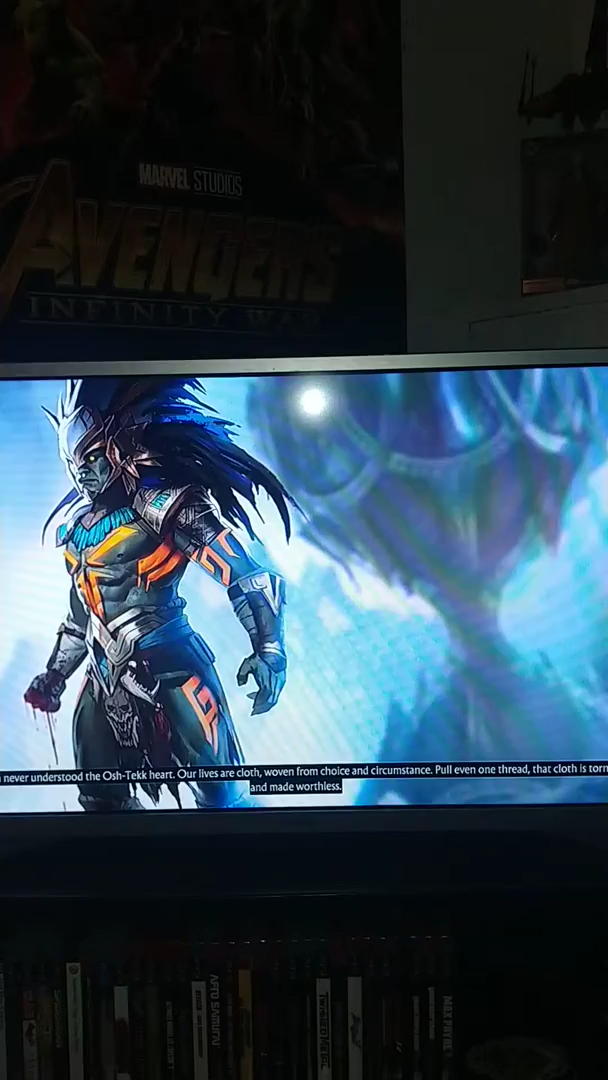 MARVEL STUDIOS
AVENGERS
INFINITY WAR
never understood the Osh-Tekk heart. Our lives are cloth, woven from choice and circumstance. Pull even one thread, that cloth is torn
and made worthless.
AFRO SAMURAI
MAX PAYNE